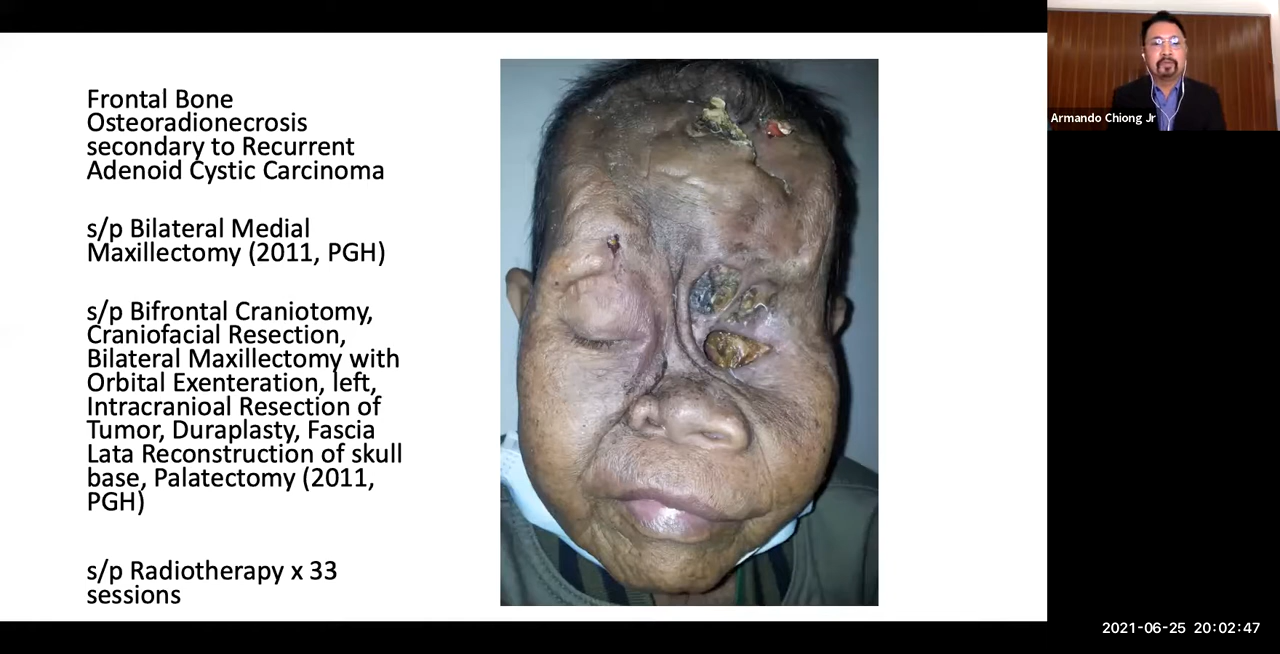 Frontal Bone
Osteoradionecrosis
secondary to Recurrent
Adenoid Cystic Carcinoma
s/p Bilateral Medial
Maxillectomy (2011, PGH)
s/p Bifrontal Craniotomy,
Craniofacial Resection,
Bilateral Maxillectomy with
Orbital Exenteration, left,
Intracranioal Resection of
Tumor, Duraplasty, Fascia
Lata Reconstruction of skull
base, Palatectomy (2011,
PGH)
s/p Radiotherapy x 33
sessions
Armando Chiong Jr
2021-06-25 20:02:47